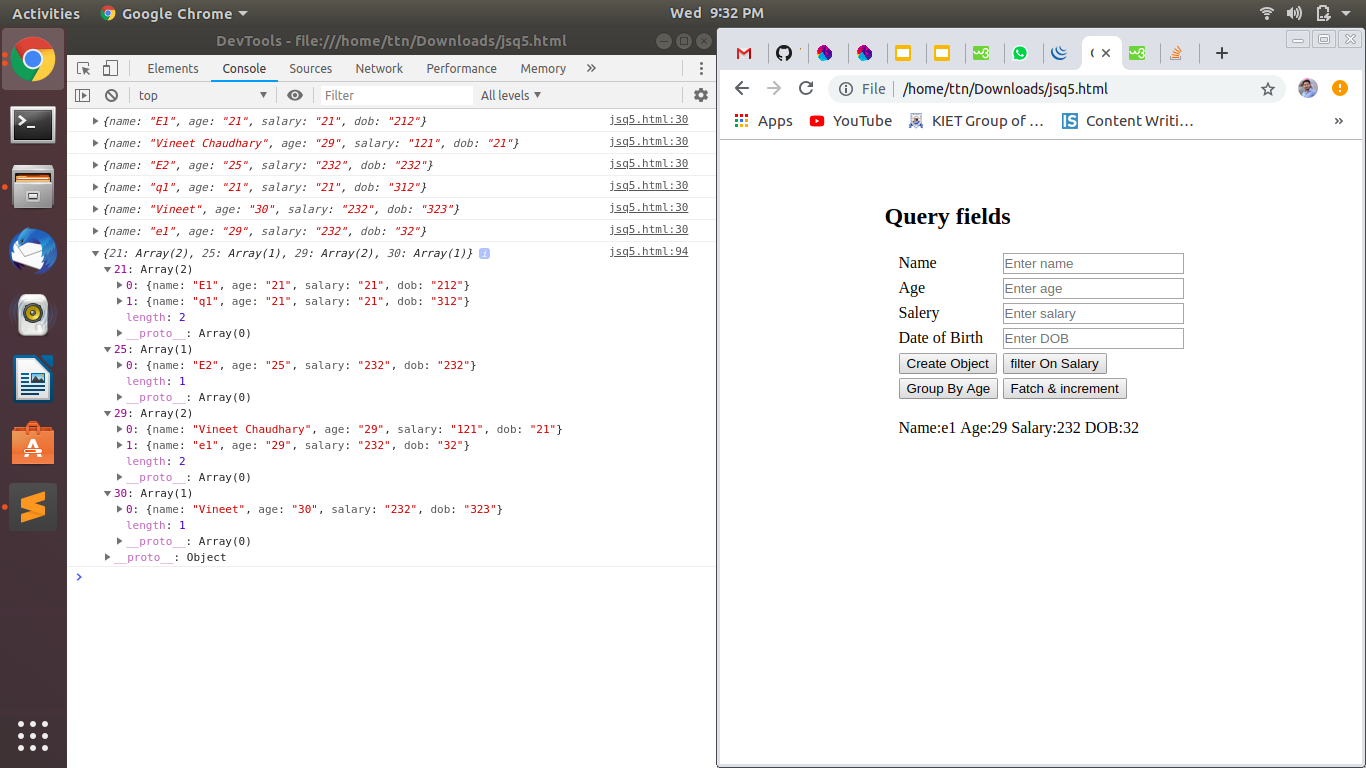 Activities Google Chrome Wed 9:32 PM
DevTools - file:///home/ttn/Downloads/jsq5.html
Elements Console Sources Network Performance Memory »
top Filter All levels
{name: "E1", age: "21", salary: "21", dob: "212"} jsq5.html:30
{name: "Vineet Chaudhary", age: "29", salary: "121", dob: "21"} jsq5.html:30
{name: "E2", age: "25", salary: "232", dob: "232"} jsq5.html:30
{name: "q1", age: "21", salary: "21", dob: "312"} jsq5.html:30
{name: "Vineet", age: "30", salary: "232", dob: "323"} jsq5.html:30
{name: "e1", age: "29", salary: "232", dob: "32"} jsq5.html:30
{21: Array(2), 25: Array(1), 29: Array(2), 30: Array(1)} i jsq5.html:94
21: Array(2)
0: {name: "E1", age: "21", salary: "21", dob: "212"}
1: {name: "q1", age: "21", salary: "21", dob: "312"}
length: 2
__proto__: Array(0)
25: Array(1)
0: {name: "E2", age: "25", salary: "232", dob: "232"}
length: 1
__proto__: Array(0)
29: Array(2)
0: {name: "Vineet Chaudhary", age: "29", salary: "121", dob: "21"}
1: {name: "e1", age: "29", salary: "232", dob: "32"}
length: 2
__proto__: Array(0)
30: Array(1)
0: {name: "Vineet", age: "30", salary: "232", dob: "323"}
length: 1
__proto__: Array(0)
__proto__: Object
File /home/ttn/Downloads/jsq5.html
Apps YouTube KIET Group of ... Content Writi... »
Query fields
Name Enter name
Age Enter age
Salery Enter salary
Date of Birth Enter DOB
Create Object filter On Salary
Group By Age Fatch & increment
Name:e1 Age:29 Salary:232 DOB:32